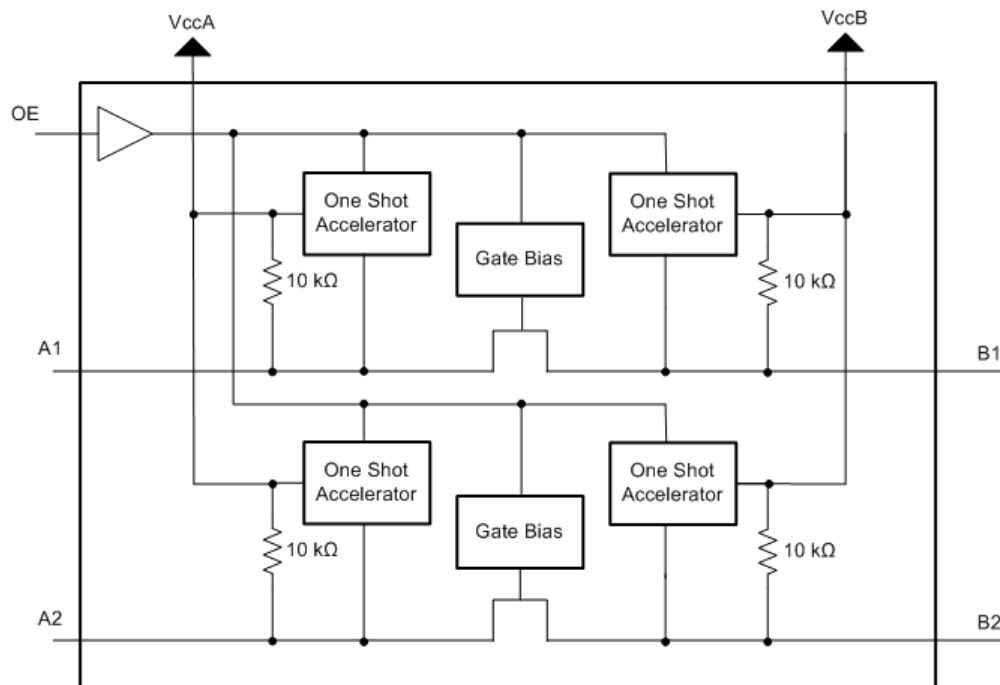 VccA
VccB
OE
One Shot
Accelerator
One Shot
Accelerator
Gate Bias
10 kΩ
10 kΩ
A1
B1
One Shot
Accelerator
One Shot
Accelerator
Gate Bias
10 kΩ
10 kΩ
A2
B2